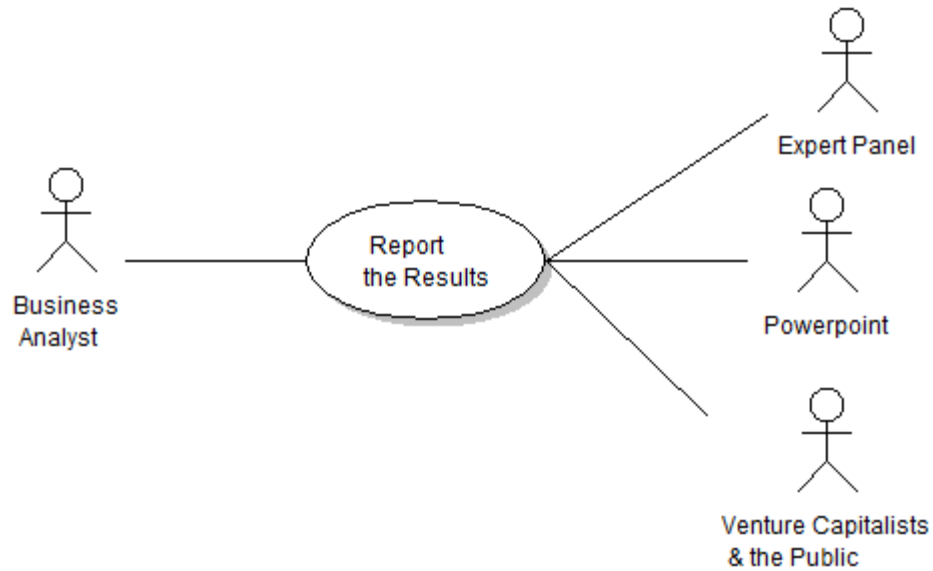 Expert Panel
Business
Analyst
Report
the Results
Powerpoint
Venture Capitalists
& the Public